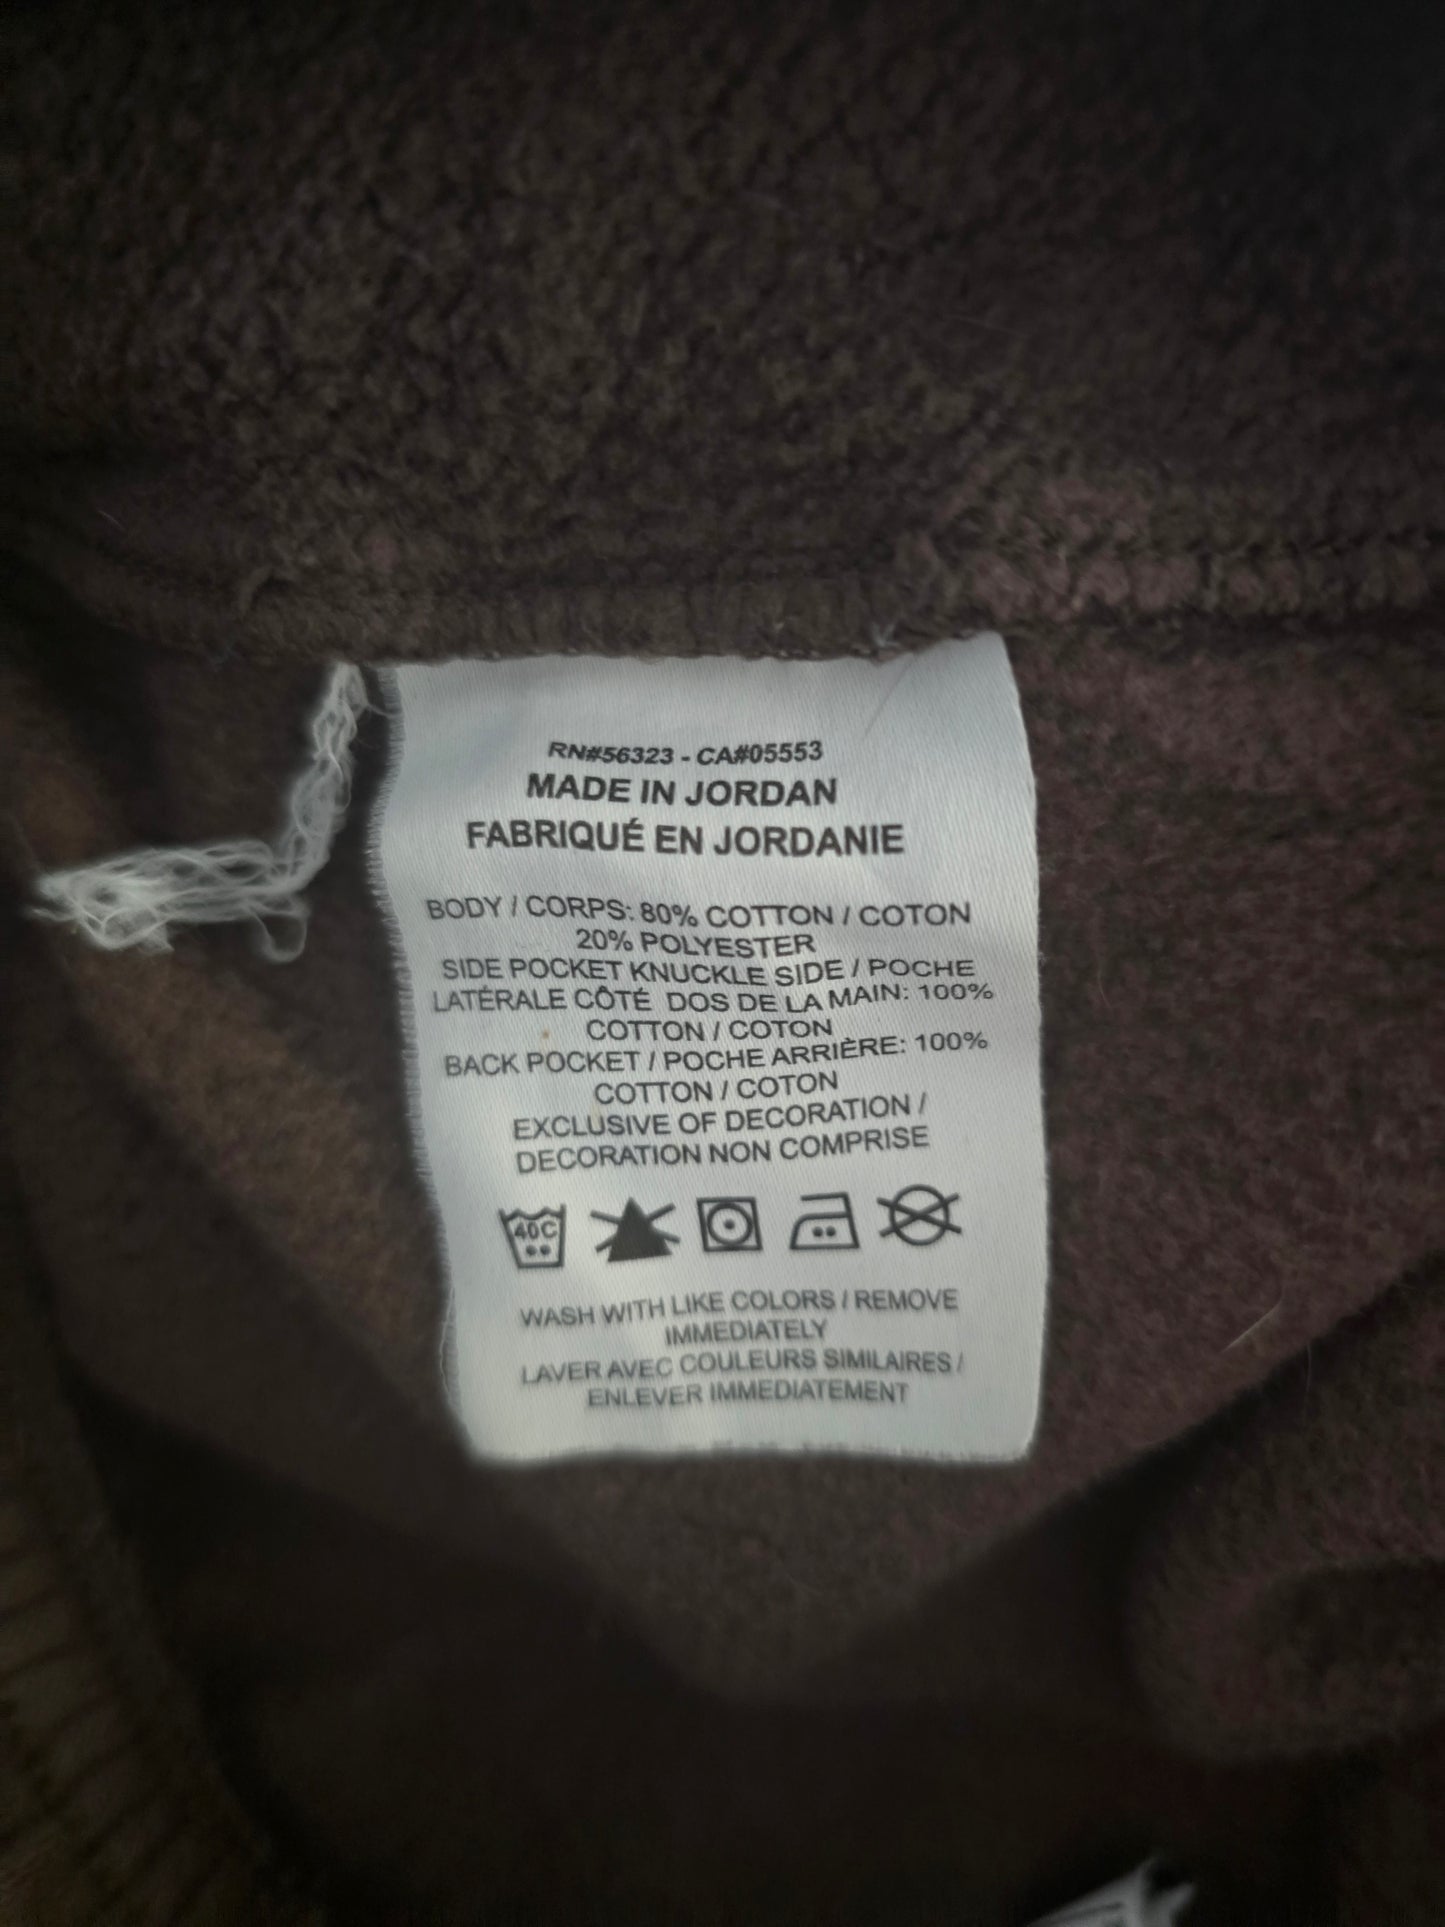 RN#56323 - CA#05553
MADE IN JORDAN
FABRIQUÉ EN JORDANIE
BODY / CORPS: 80% COTTON / COTON
20% POLYESTER
SIDE POCKET KNUCKLE SIDE / POCHE
LATÉRALE CÔTÉ DOS DE LA MAIN: 100%
COTTON / COTON
BACK POCKET / POCHE ARRIÈRE: 100%
COTTON / COTON
EXCLUSIVE OF DECORATION /
DECORATION NON COMPRISE
40C
WASH WITH LIKE COLORS / REMOVE
IMMEDIATELY
LAVER AVEC COULEURS SIMILAIRES /
ENLEVER IMMEDIATEMENT